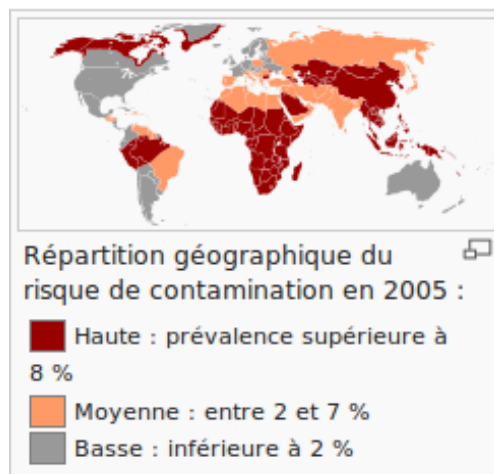 Répartition géographique du
risque de contamination en 2005 :
Haute : prévalence supérieure à
8 %
Moyenne : entre 2 et 7 %
Basse : inférieure à 2 %